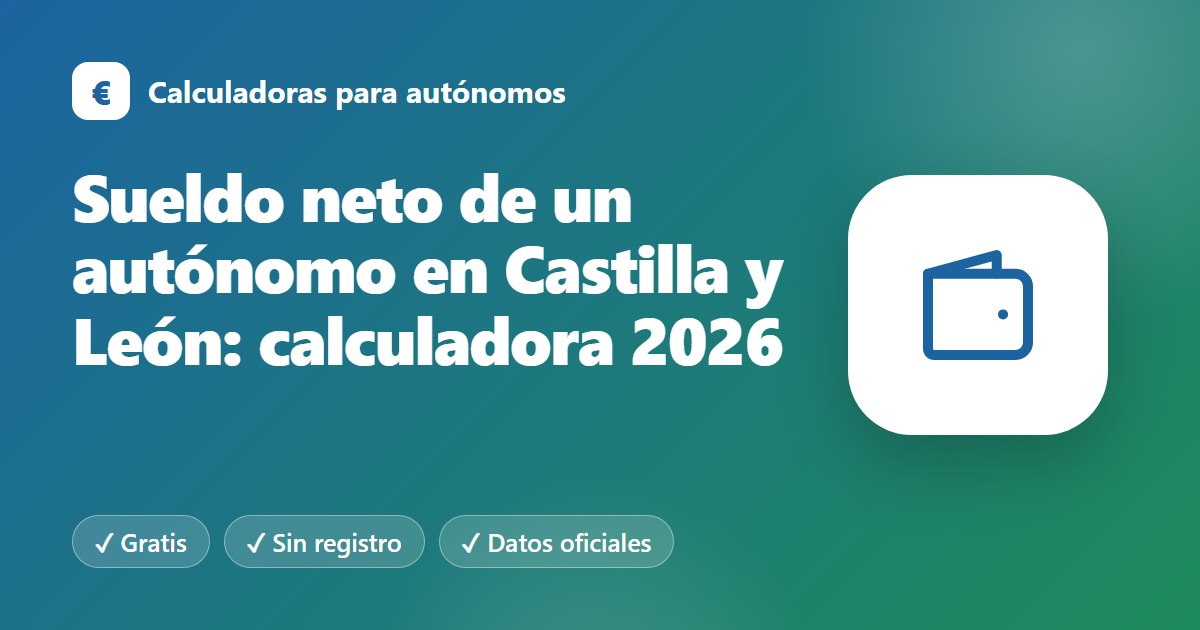 €
Calculadoras para autónomos
Sueldo neto de un
autónomo en Castilla y
León: calculadora 2026
✓ Gratis
✓ Sin registro
✓ Datos oficiales